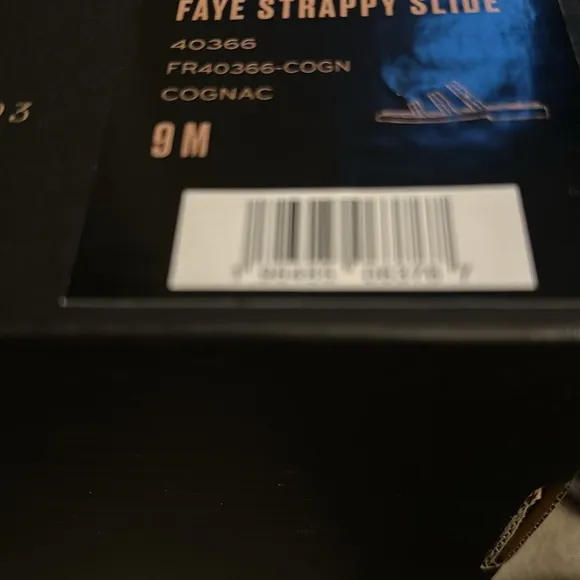 FAYE STRAPPY SLIDE
40366
FR40366-COGN
COGNAC
9 M